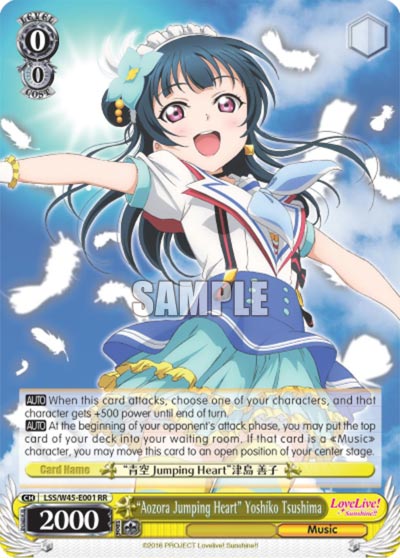 LEVEL
0
0
COST
SAMPLE
AUTO When this card attacks, choose one of your characters, and that
character gets +500 power until end of turn.
AUTO At the beginning of your opponent's attack phase, you may put the top
card of your deck into your waiting room. If that card is a «Music»
character, you may move this card to an open position of your center stage.
Card Name
"青空 Jumping Heart"津島 善子
CH
LSS/W45-E001 RR
2000
"Aozora Jumping Heart" Yoshiko Tsushima
LoveLive!
Sunshine!!
Music
©2016 PROJECT Lovelive! Sunshine!!